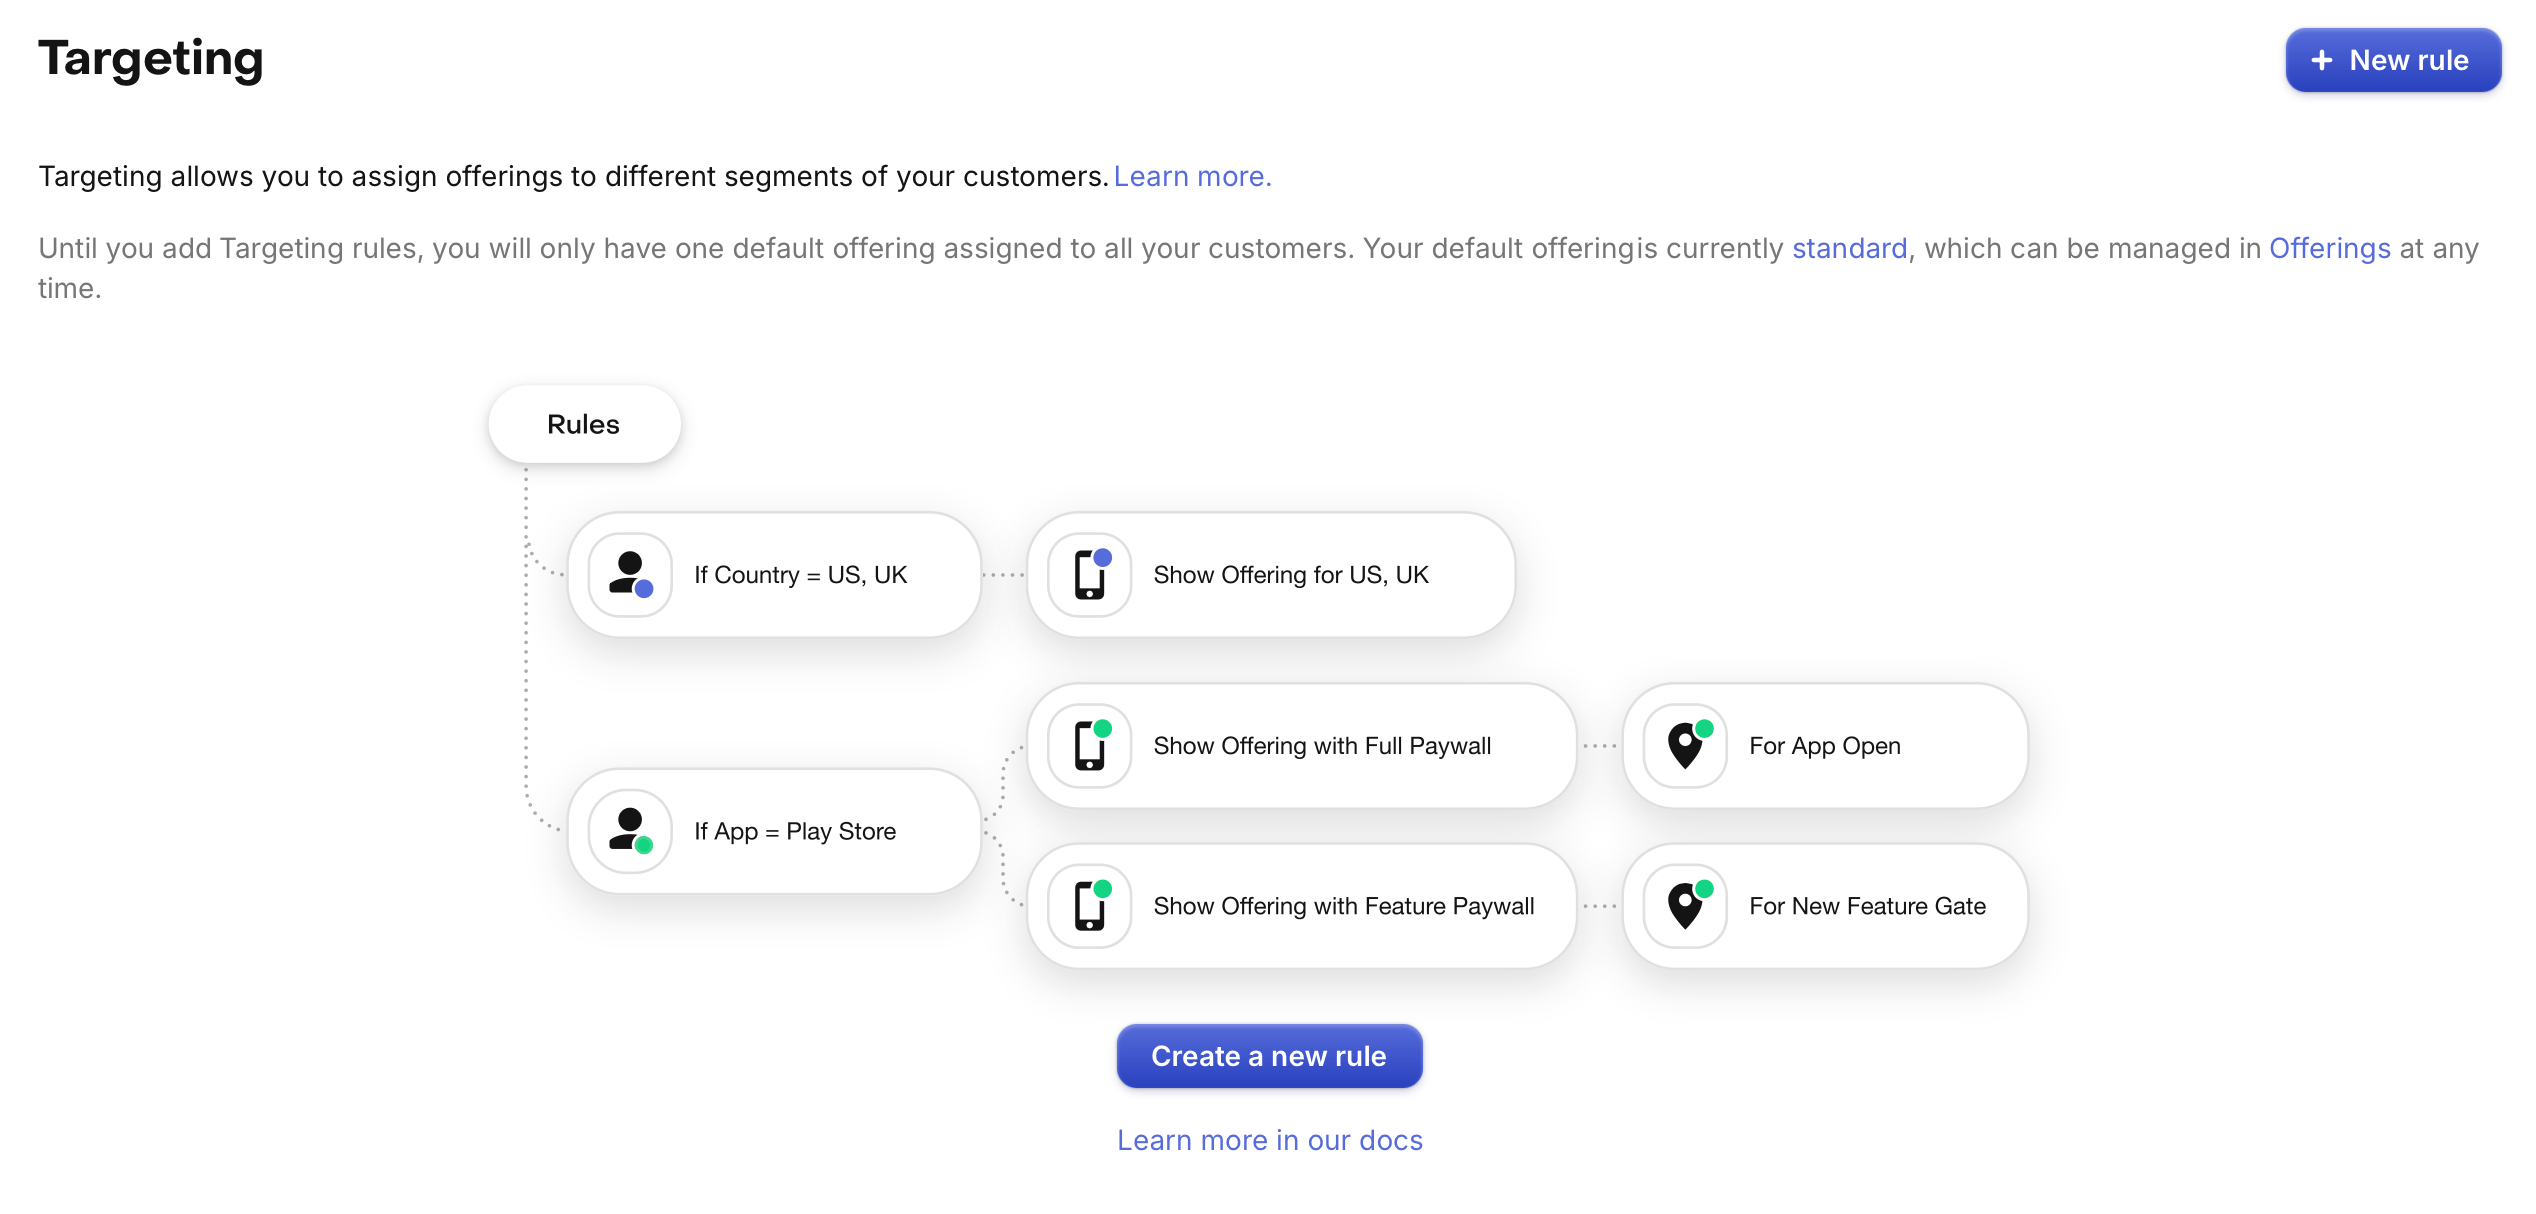 Targeting
+ New rule
Targeting allows you to assign offerings to different segments of your customers. Learn more.
Until you add Targeting rules, you will only have one default offering assigned to all your customers. Your default offeringis currently standard, which can be managed in Offerings at any
time.
Rules
If Country = US, UK
Show Offering for US, UK
Show Offering with Full Paywall
For App Open
If App = Play Store
Show Offering with Feature Paywall
For New Feature Gate
Create a new rule
Learn more in our docs